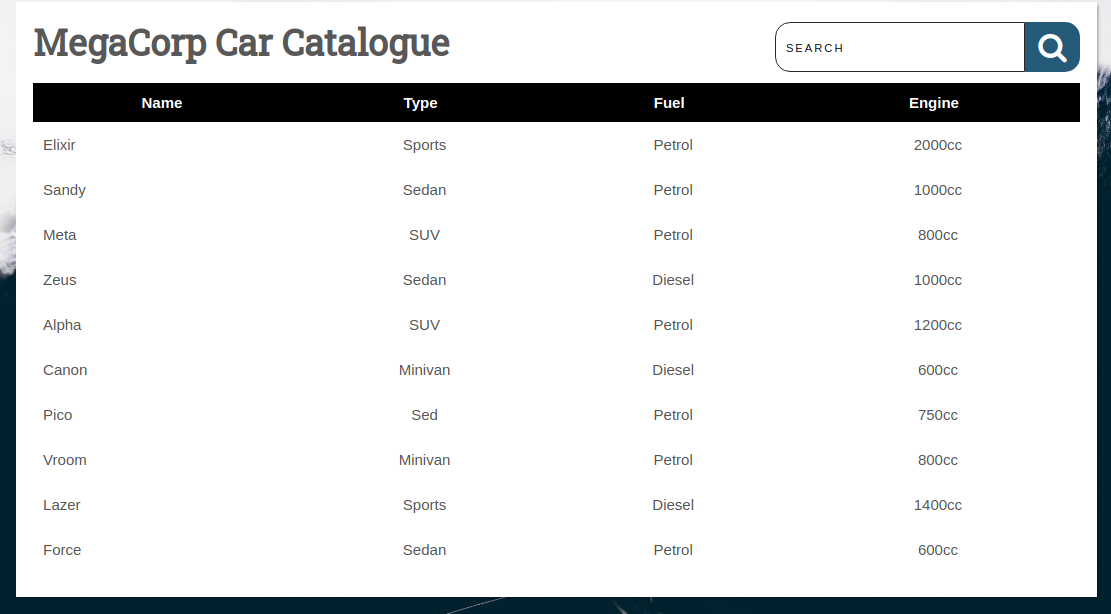 MegaCorp Car Catalogue
SEARCH
Name Type Fuel Engine
Elixir Sports Petrol 2000cc
Sandy Sedan Petrol 1000cc
Meta SUV Petrol 800cc
Zeus Sedan Diesel 1000cc
Alpha SUV Petrol 1200cc
Canon Minivan Diesel 600cc
Pico Sed Petrol 750cc
Vroom Minivan Petrol 800cc
Lazer Sports Diesel 1400cc
Force Sedan Petrol 600cc